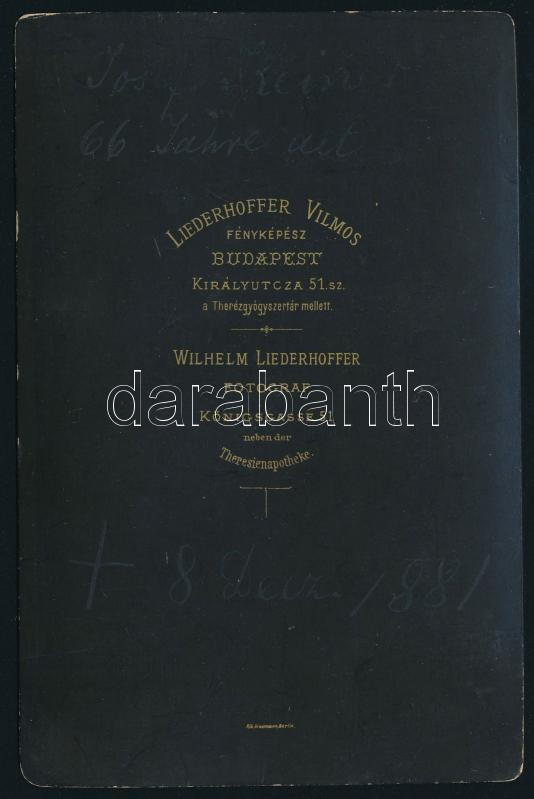 66 Jahre alt
LIEDERHOFFER VILMOS
FÉNYKÉPÉSZ
BUDAPEST
KIRÁLYUTCZA 51.SZ.
a Therézgyógyszertár mellett.
WILHELM LIEDERHOFFER
FOTOGRAF
darabanth
KÖNIGSGASSE 51
neben der
Theresienapotheke.
† 8 Decz. 1881